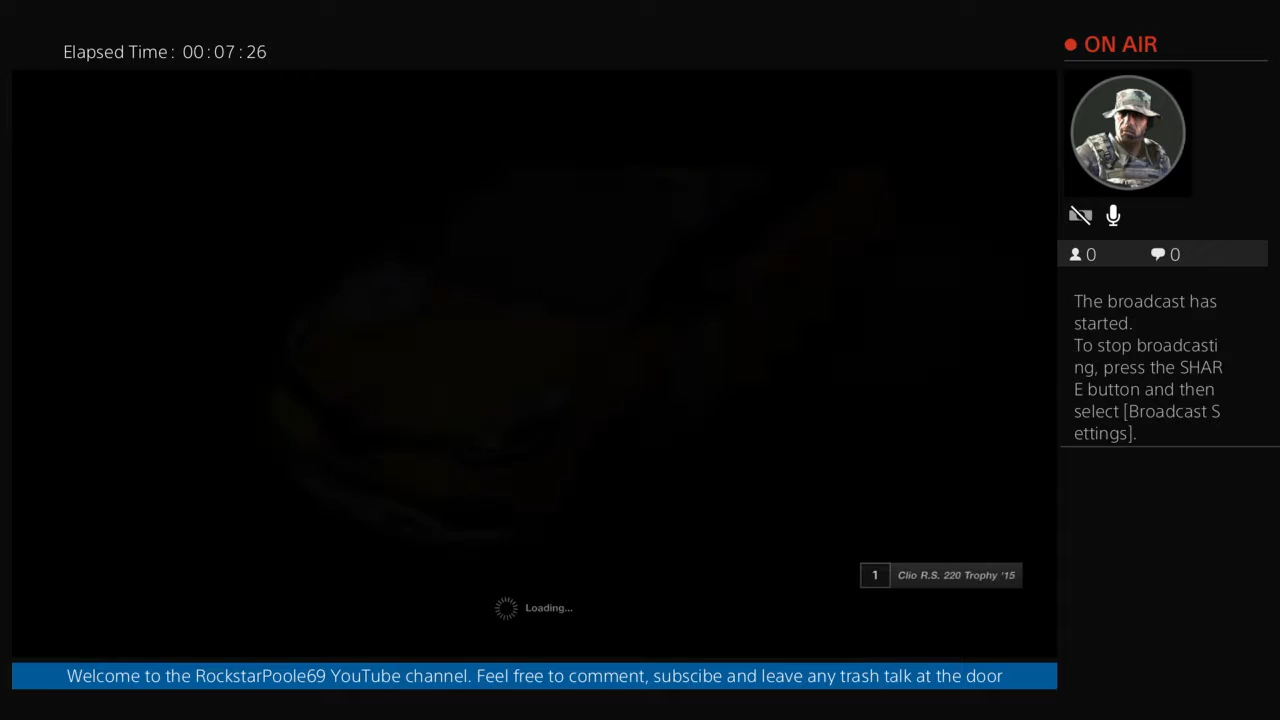 Elapsed Time: 00:07:26
ON AIR
0 0
The broadcast has
started.
To stop broadcasti
ng, press the SHAR
E button and then
select [Broadcast S
ettings].
1 Clio R.S. 220 Trophy '15
Loading...
Welcome to the RockstarPoole69 YouTube channel. Feel free to comment, subscibe and leave any trash talk at the door